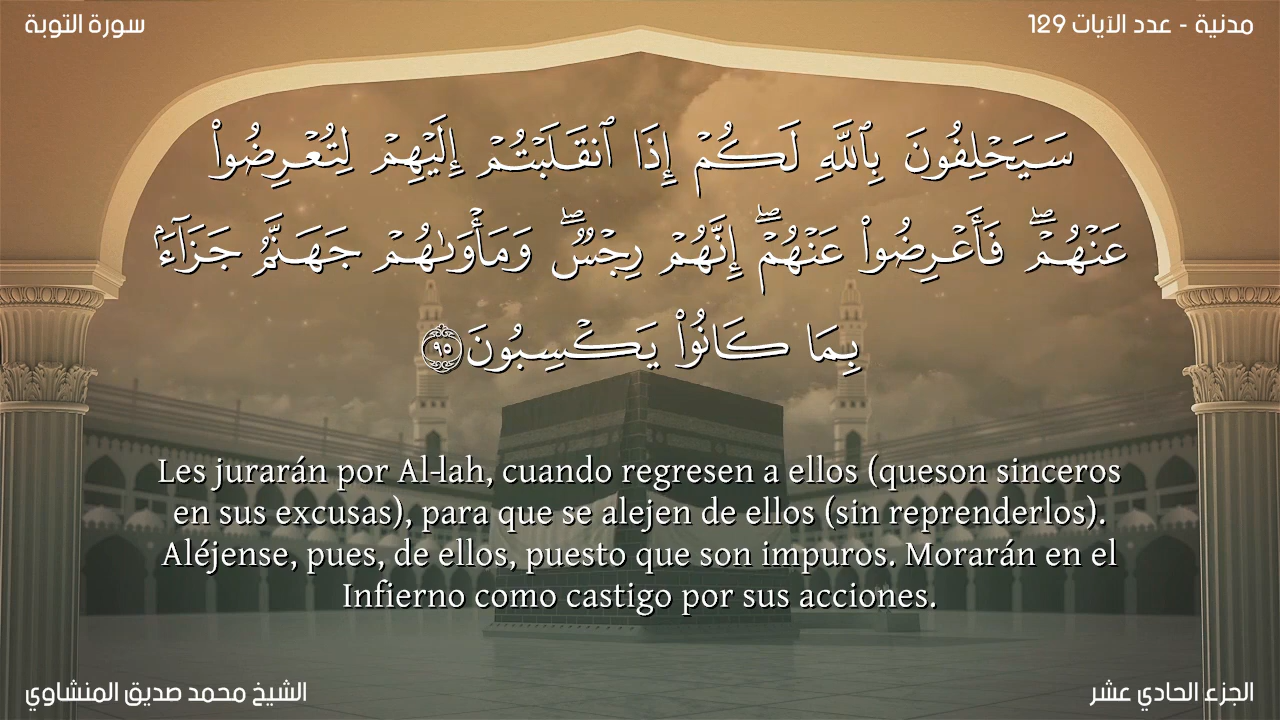 سورة التوبة
مدنية - عدد الآيات 129
سَيَحْلِفُونَ بِٱللَّهِ لَكُمْ إِذَا ٱنقَلَبْتُمْ إِلَيْهِمْ لِتُعْرِضُوا۟
عَنْهُمْ ۖ فَأَعْرِضُوا۟ عَنْهُمْ ۖ إِنَّهُمْ رِجْسٌ ۖ وَمَأْوَىٰهُمْ جَهَنَّمُ جَزَآءًۢ
بِمَا كَانُوا۟ يَكْسِبُونَ ٩٥
Les jurarán por Al-lah, cuando regresen a ellos (queson sinceros
en sus excusas), para que se alejen de ellos (sin reprenderlos).
Aléjense, pues, de ellos, puesto que son impuros. Morarán en el
Infierno como castigo por sus acciones.
الشيخ محمد صديق المنشاوي
الجزء الحادي عشر